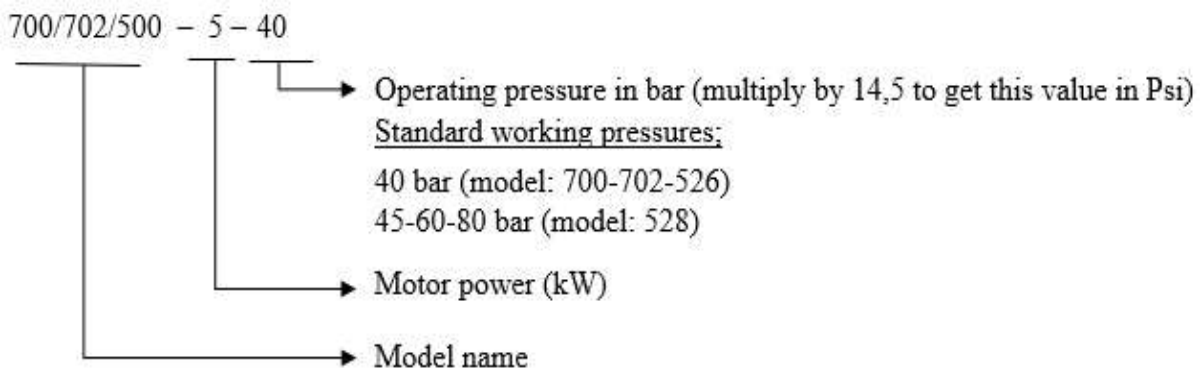 700/702/500 – 5 – 40
Operating pressure in bar (multiply by 14,5 to get this value in Psi)
Standard working pressures;
40 bar (model: 700-702-526)
45-60-80 bar (model: 528)
Motor power (kW)
Model name